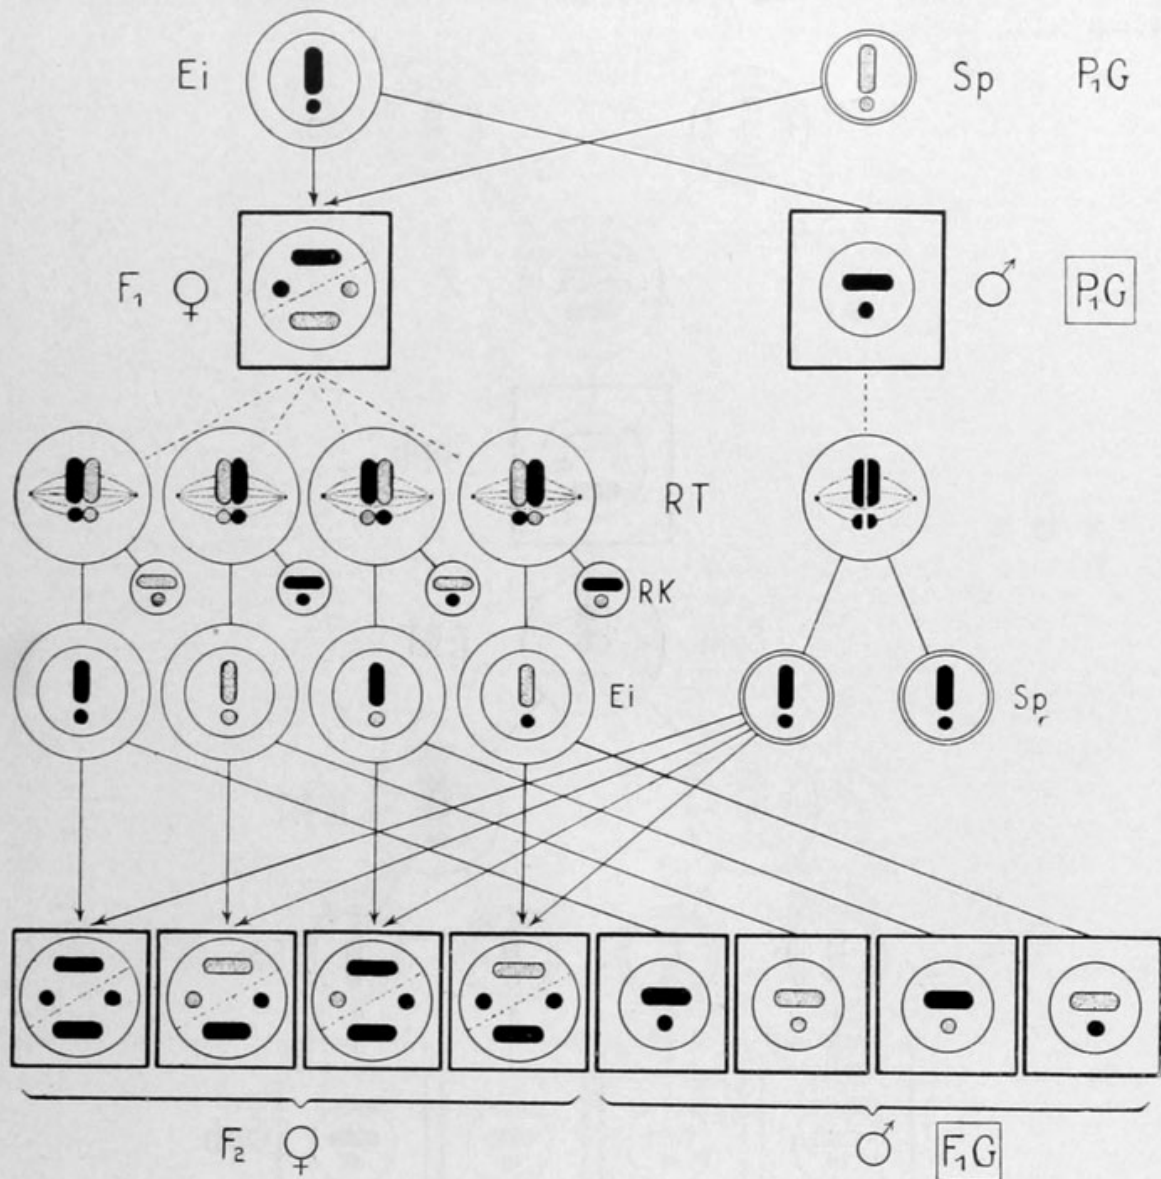 Ei Sp P₁G
F₁ ♀ ♂ P₁G
RT
RK
Ei Sp
F₂ ♀ ♂ F₁G